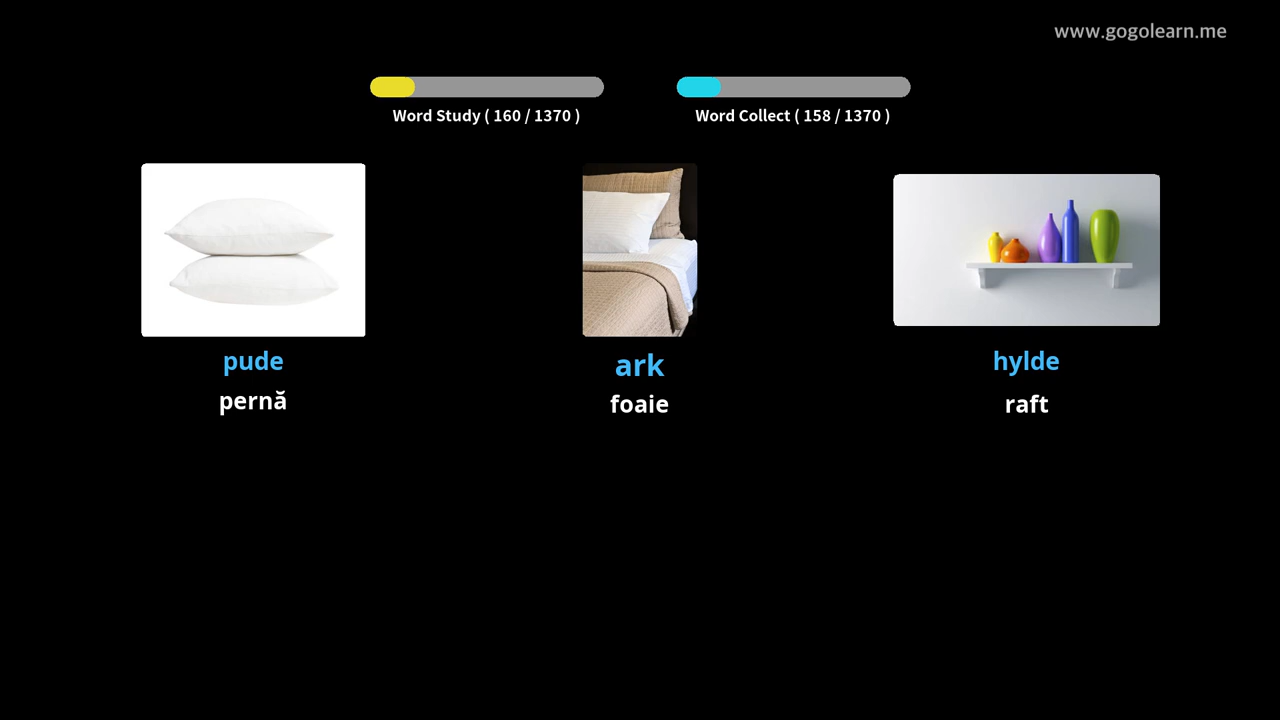 www.gogolearn.me
Word Study ( 160 / 1370 )
Word Collect ( 158 / 1370 )
pude
ark
hylde
pernă
foaie
raft